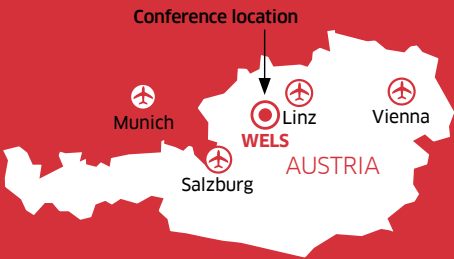 Conference location
Munich
Linz
Vienna
WELS
AUSTRIA
Salzburg